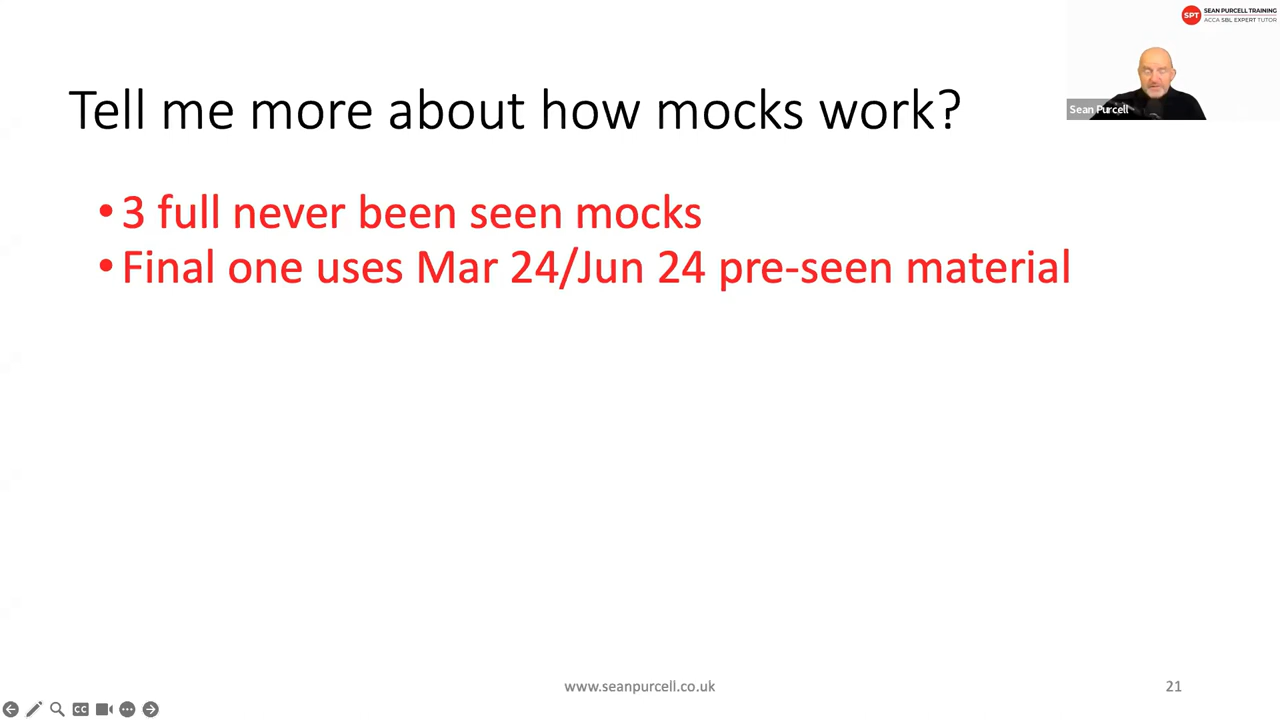 SPT
SEAN PURCELL TRAINING
ACCA SBL EXPERT TUTOR
Sean Purcell
Tell me more about how mocks work?
• 3 full never been seen mocks
• Final one uses Mar 24/Jun 24 pre-seen material
www.seanpurcell.co.uk
21
CC